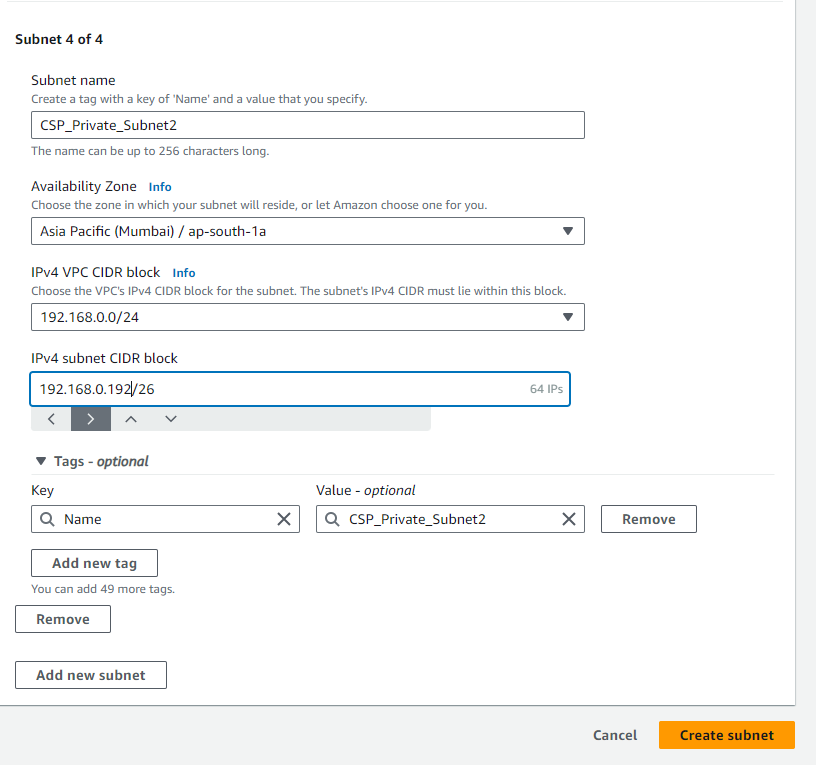 Subnet 4 of 4
Subnet name
Create a tag with a key of 'Name' and a value that you specify.
CSP_Private_Subnet2
The name can be up to 256 characters long.
Availability Zone Info
Choose the zone in which your subnet will reside, or let Amazon choose one for you.
Asia Pacific (Mumbai) / ap-south-1a
IPv4 VPC CIDR block Info
Choose the VPC's IPv4 CIDR block for the subnet. The subnet's IPv4 CIDR must lie within this block.
192.168.0.0/24
IPv4 subnet CIDR block
192.168.0.192/26 64 IPs
Tags - optional
Key Value - optional
Name CSP_Private_Subnet2 Remove
Add new tag
You can add 49 more tags.
Remove
Add new subnet
Cancel Create subnet